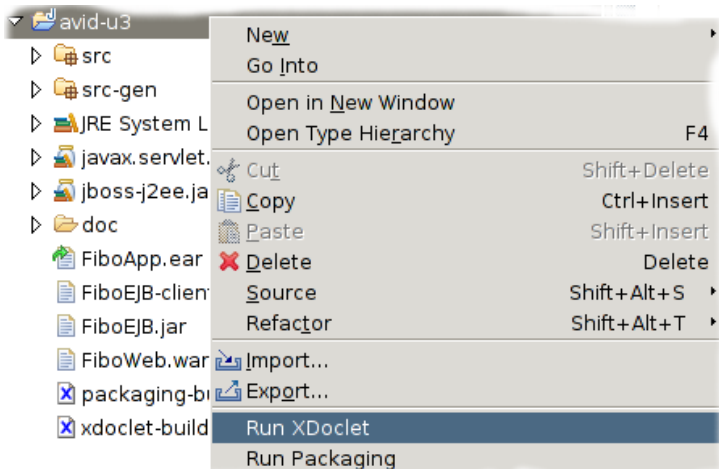 avid-u3
src
src-gen
JRE System L
javax.servlet.
jboss-j2ee.ja
doc
FiboApp.ear
FiboEJB-clien
FiboEJB.jar
FiboWeb.war
packaging-bu
xdoclet-build
New
Go Into
Open in New Window
Open Type Hierarchy F4
Cut Shift+Delete
Copy Ctrl+Insert
Paste Shift+Insert
Delete Delete
Source Shift+Alt+S
Refactor Shift+Alt+T
Import...
Export...
Run XDoclet
Run Packaging